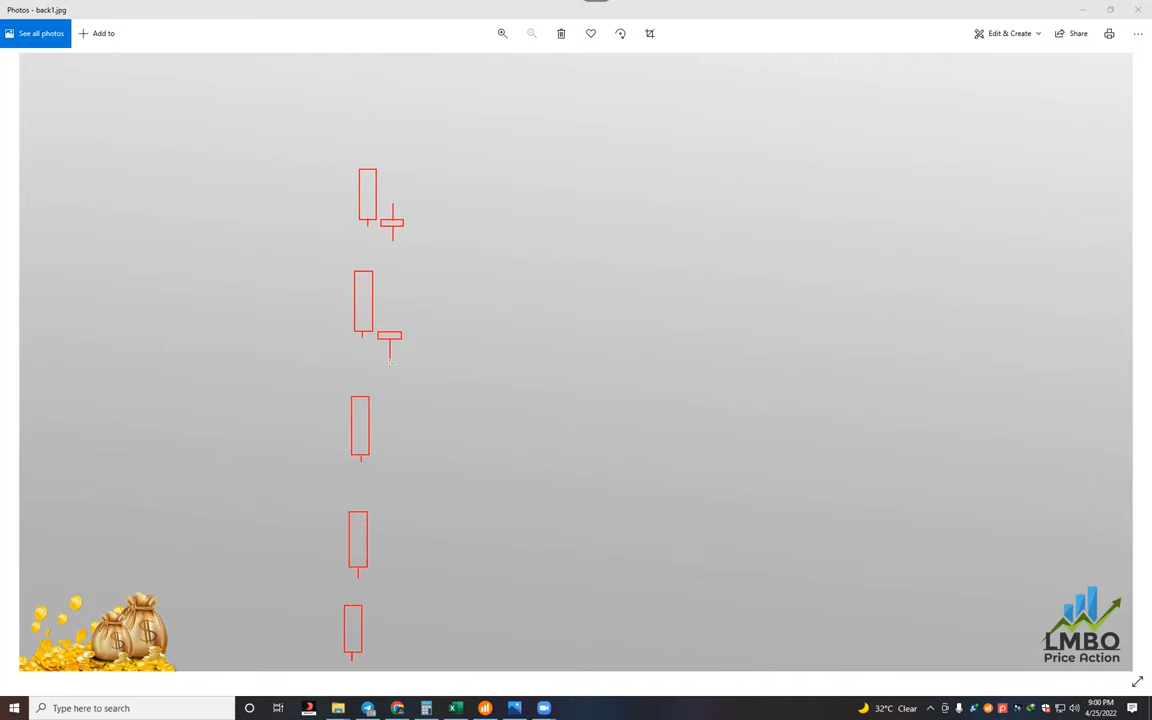 Photos - back1.jpg
See all photos
Add to
Edit & Create
Share
$
$
LMBO
Price Action
Type here to search
32°C Clear
9:00 PM
4/25/2022